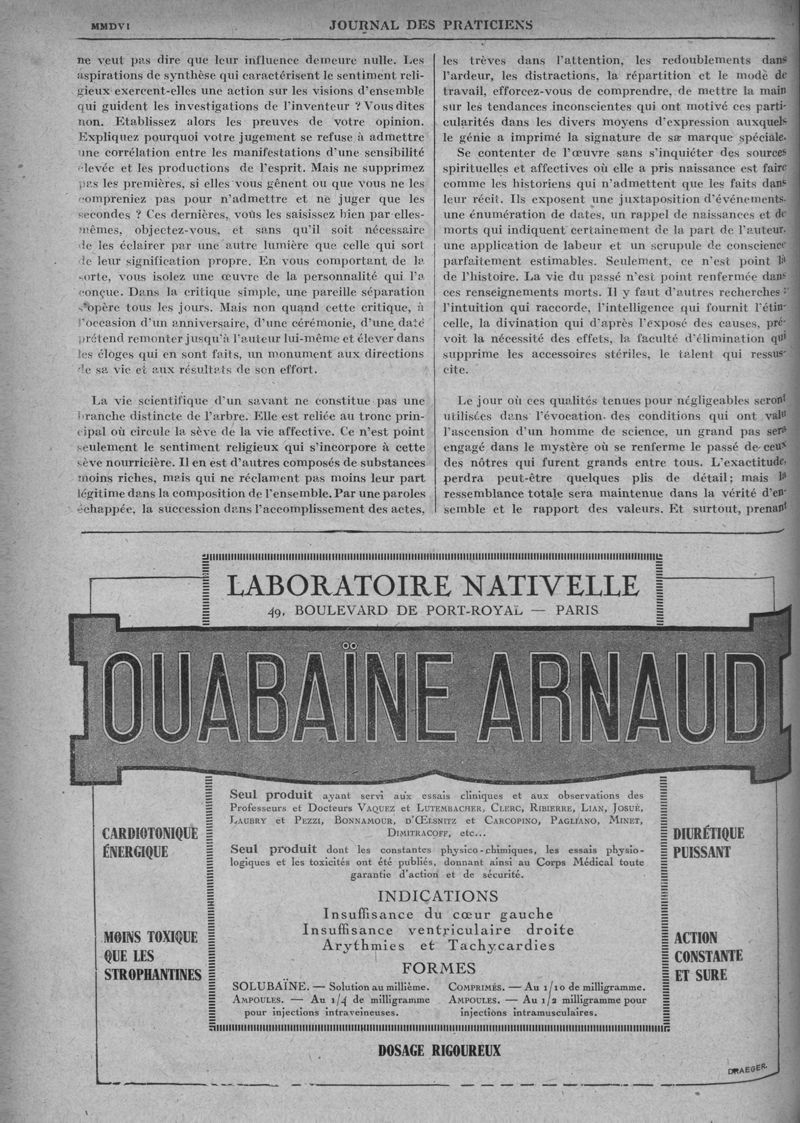 MMDVI
JOURNAL DES PRATICIENS
ne veut pas dire que leur influence demeure nulle. Les
aspirations de synthèse qui caractérisent le sentiment reli-
gieux exercent-elles une action sur les visions d'ensemble
qui guident les investigations de l'inventeur ? Vous dites
non. Etablissez alors les preuves de votre opinion.
Expliquez pourquoi votre jugement se refuse à admettre
une corrélation entre les manifestations d'une sensibilité
élevée et les productions de l'esprit. Mais ne supprimez
pas les premières, si elles vous gênent ou que vous ne les
compreniez pas pour n'admettre et ne juger que les
secondes ? Ces dernières, vous les saisissez bien par elles-
mêmes, objectez-vous, et sans qu'il soit nécessaire
de les éclairer par une autre lumière que celle qui sort
de leur signification propre. En vous comportant de la
sorte, vous isolez une œuvre de la personnalité qui l'a
conçue. Dans la critique simple, une pareille séparation
s'opère tous les jours. Mais non quand cette critique, à
l'occasion d'un anniversaire, d'une cérémonie, d'une date
prétend remonter jusqu'à l'auteur lui-même et élever dans
les éloges qui en sont faits, un monument aux directions
de sa vie et aux résultats de son effort.
La vie scientifique d'un savant ne constitue pas une
branche distincte de l'arbre. Elle est reliée au tronc prin-
cipal où circule la sève de la vie affective. Ce n'est point
seulement le sentiment religieux qui s'incorpore à cette
sève nourricière. Il en est d'autres composés de substances
moins riches, mais qui ne réclament pas moins leur part
légitime dans la composition de l'ensemble. Par une paroles
échappée, la succession dans l'accomplissement des actes,
les trèves dans l'attention, les redoublements dans
l'ardeur, les distractions, la répartition et le mode de
travail, efforcez-vous de comprendre, de mettre la main
sur les tendances inconscientes qui ont motivé ces parti-
cularités dans les divers moyens d'expression auxquels
le génie a imprimé la signature de sa marque spéciale.
Se contenter de l'œuvre sans s'inquiéter des sources
spirituelles et affectives où elle a pris naissance est faire
comme les historiens qui n'admettent que les faits dans
leur récit. Ils exposent une juxtaposition d'événements.
une énumération de dates, un rappel de naissances et de
morts qui indiquent certainement de la part de l'auteur.
une application de labeur et un scrupule de conscience
parfaitement estimables. Seulement, ce n'est point là
de l'histoire. La vie du passé n'est point renfermée dans
ces renseignements morts. Il y faut d'autres recherches :
l'intuition qui raccorde, l'intelligence qui fournit l'étin-
celle, la divination qui d'après l'exposé des causes, pré-
voit la nécessité des effets, la faculté d'élimination qui
supprime les accessoires stériles, le talent qui ressus-
cite.
Le jour où ces qualités tenues pour négligeables seront
utilisées dans l'évocation des conditions qui ont valu
l'ascension d'un homme de science, un grand pas sera
engagé dans le mystère où se renferme le passé de ceux
des nôtres qui furent grands entre tous. L'exactitude,
perdra peut-être quelques plis de détail ; mais la
ressemblance totale sera maintenue dans la vérité d'en-
semble et le rapport des valeurs. Et surtout, prenant
LABORATOIRE NATIVELLE
49, BOULEVARD DE PORT-ROYAL — PARIS
OUABAÏNE ARNAUD
Seul produit ayant servi aux essais cliniques et aux observations des
Professeurs et Docteurs VAQUEZ et LUTEMBACHER, CLERC, RIBIERRE, LIAN, JOSUÉ,
LAUBRY et PEZZI, BONNAMOUR, D'ŒLSNITZ et CARCOPINO, PAGLIANO, MINET,
DIMITRACOFF, etc...
Seul produit dont les constantes physico-chimiques, les essais physio-
logiques et les toxicités ont été publiés, donnant ainsi au Corps Médical toute
garantie d'action et de sécurité.
CARDIOTONIQUE
ÉNERGIQUE
MOINS TOXIQUE
QUE LES
STROPHANTINES
DIURÉTIQUE
PUISSANT
ACTION
CONSTANTE
ET SURE
INDICATIONS
Insuffisance du cœur gauche
Insuffisance ventriculaire droite
Arythmies et Tachycardies
FORMES
SOLUBAÏNE. — Solution au millième.
AMPOULES. — Au 1/4 de milligramme
pour injections intraveineuses.
COMPRIMÉS. — Au 1/10 de milligramme.
AMPOULES. — Au 1/2 milligramme pour
injections intramusculaires.
DOSAGE RIGOUREUX
DRAEGER.